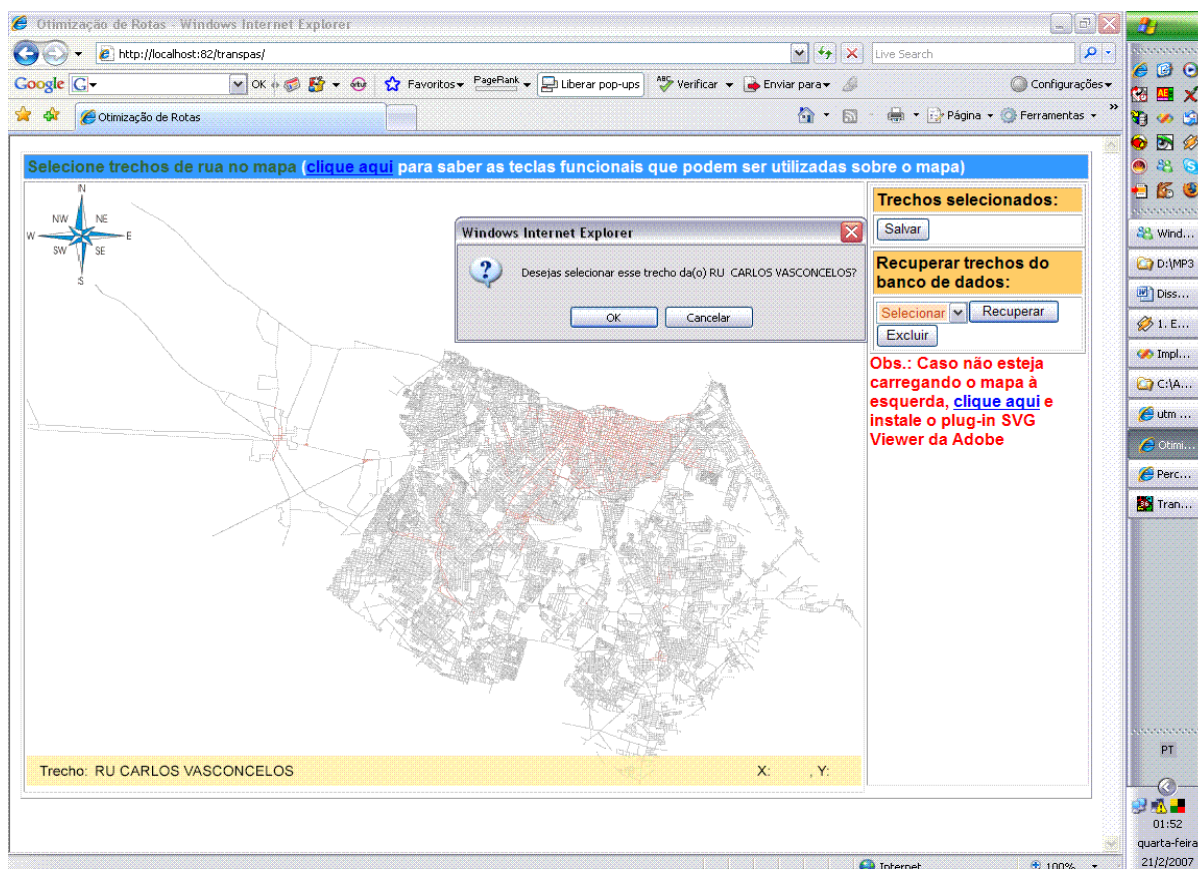 Otimização de Rotas - Windows Internet Explorer
http://localhost:82/transpas/
Live Search
Google
G
OK
Favoritos
PageRank
Liberar pop-ups
ABC
Verificar
Enviar para
Configurações
Otimização de Rotas
Página
Ferramentas
»
Selecione trechos de rua no mapa (clique aqui para saber as teclas funcionais que podem ser utilizadas sobre o mapa)
N
NW NE
W E
SW SE
S
Windows Internet Explorer
Desejas selecionar esse trecho da(o) RU CARLOS VASCONCELOS?
OK
Cancelar
Trechos selecionados:
Salvar
Recuperar trechos do
banco de dados:
Selecionar
Recuperar
Excluir
Obs.: Caso não esteja
carregando o mapa à
esquerda, clique aqui e
instale o plug-in SVG
Viewer da Adobe
Trecho: RU CARLOS VASCONCELOS
X: , Y:
Internet
100%
Wind...
D:\MP3
Diss...
1. E...
Impl...
C:\A...
utm ...
Otimi...
Perc...
Tran...
PT
01:52
quarta-feira
21/2/2007